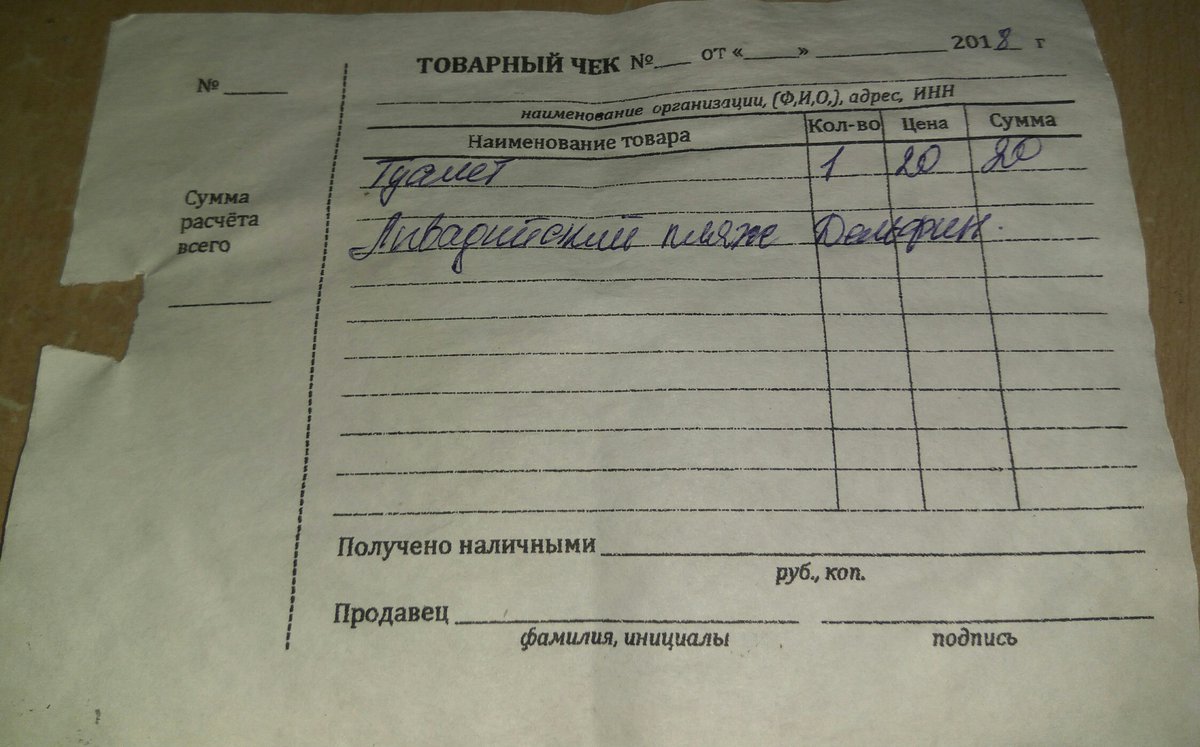 ТОВАРНЫЙ ЧЕК №___ от «____» __________ 2018 г
№ _____
наименование организации, (Ф,И,О,), адрес, ИНН
Наименование товара Кол-во Цена Сумма
Туалет 1 20 20
Ливадийский пляж Дельфин.
Сумма
расчёта
всего
Получено наличными
руб., коп.
Продавец
фамилия, инициалы подпись